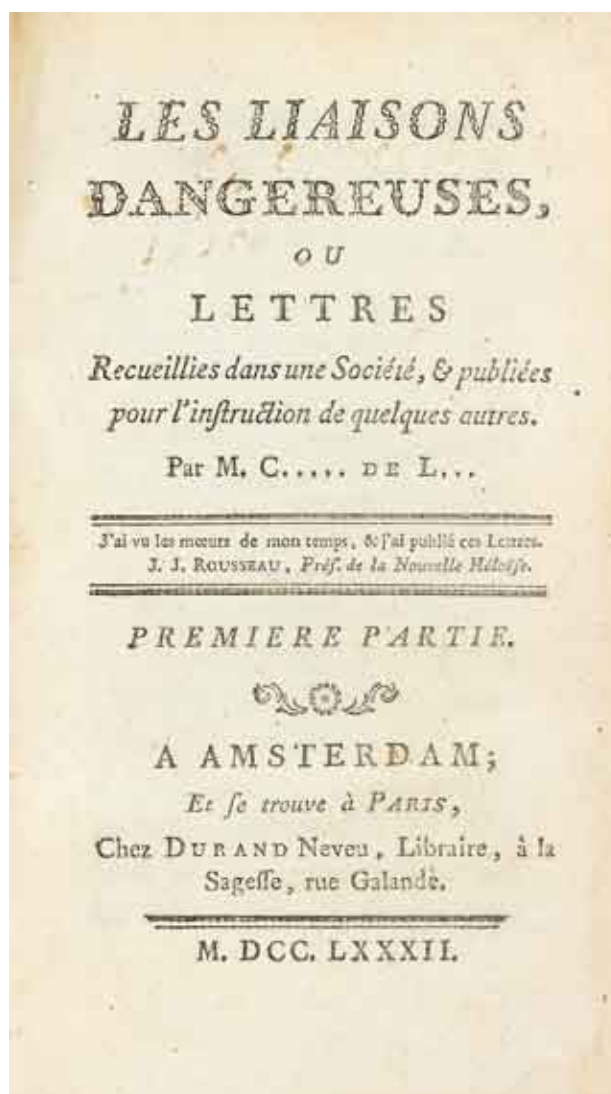 LES LIAISONS
DANGEREUSES,
OU
LETTRES
Recueillies dans une Société, & publiées
pour l'inſtruction de quelques autres.
Par M. C..... DE L...
J'ai vu les mœurs de mon temps, & j'ai publié ces Lettres.
J. J. ROUSSEAU, Préf. de la Nouvelle Héloïſe.
PREMIERE PARTIE.
A AMSTERDAM;
Et ſe trouve à PARIS,
Chez DURAND Neveu, Libraire, à la
Sageſſe, rue Galande.
M. DCC. LXXXII.